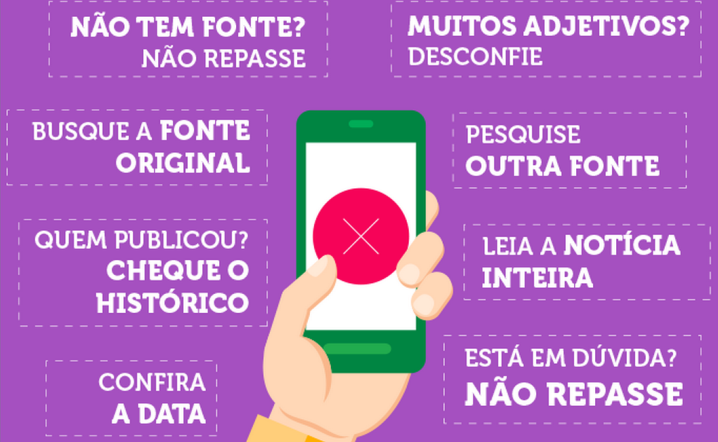 NÃO TEM FONTE?
NÃO REPASSE
MUITOS ADJETIVOS?
DESCONFIE
BUSQUE A FONTE
ORIGINAL
PESQUISE
OUTRA FONTE
QUEM PUBLICOU?
CHEQUE O
HISTÓRICO
LEIA A NOTÍCIA
INTEIRA
CONFIRA
A DATA
ESTÁ EM DÚVIDA?
NÃO REPASSE